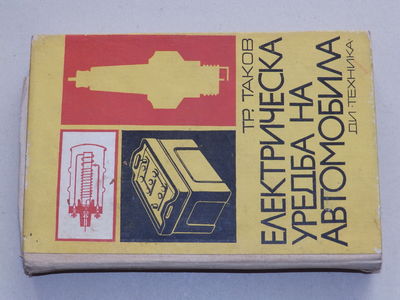 ТР. ТАКОВ
ЕЛЕКТРИЧЕСКА
УРЕДБА НА
АВТОМОБИЛА
ДИ·ТЕХНИКА·